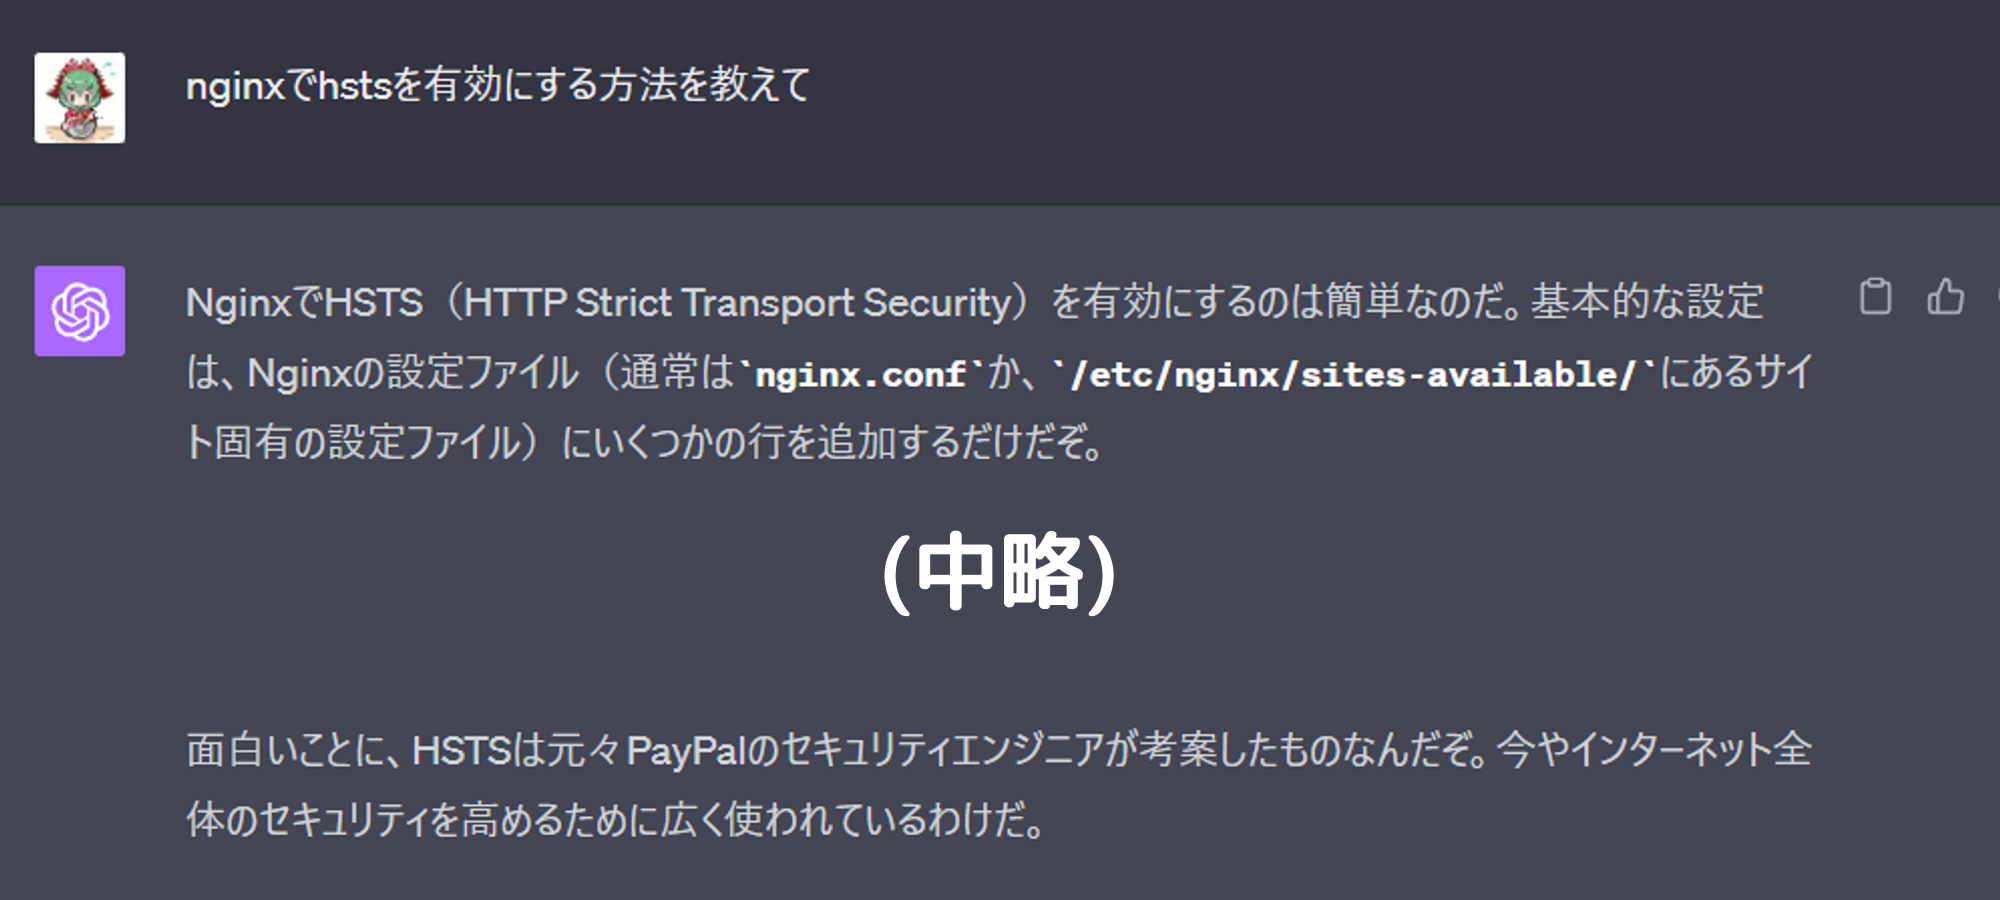 nginxでhstsを有効にする方法を教えて
NginxでHSTS（HTTP Strict Transport Security）を有効にするのは簡単なのだ。基本的な設定
は、Nginxの設定ファイル（通常は`nginx.conf`か、`/etc/nginx/sites-available/`にあるサイ
ト固有の設定ファイル）にいくつかの行を追加するだけだぞ。
(中略)
面白いことに、HSTSは元々PayPalのセキュリティエンジニアが考案したものなんだぞ。今やインターネット全
体のセキュリティを高めるために広く使われているわけだ。